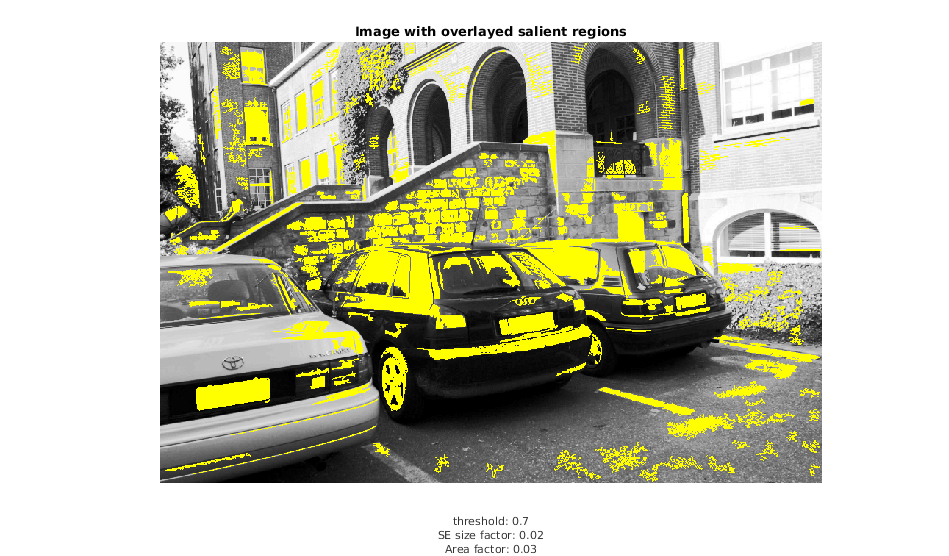 Image with overlayed salient regions
threshold: 0.7
SE size factor: 0.02
Area factor: 0.03